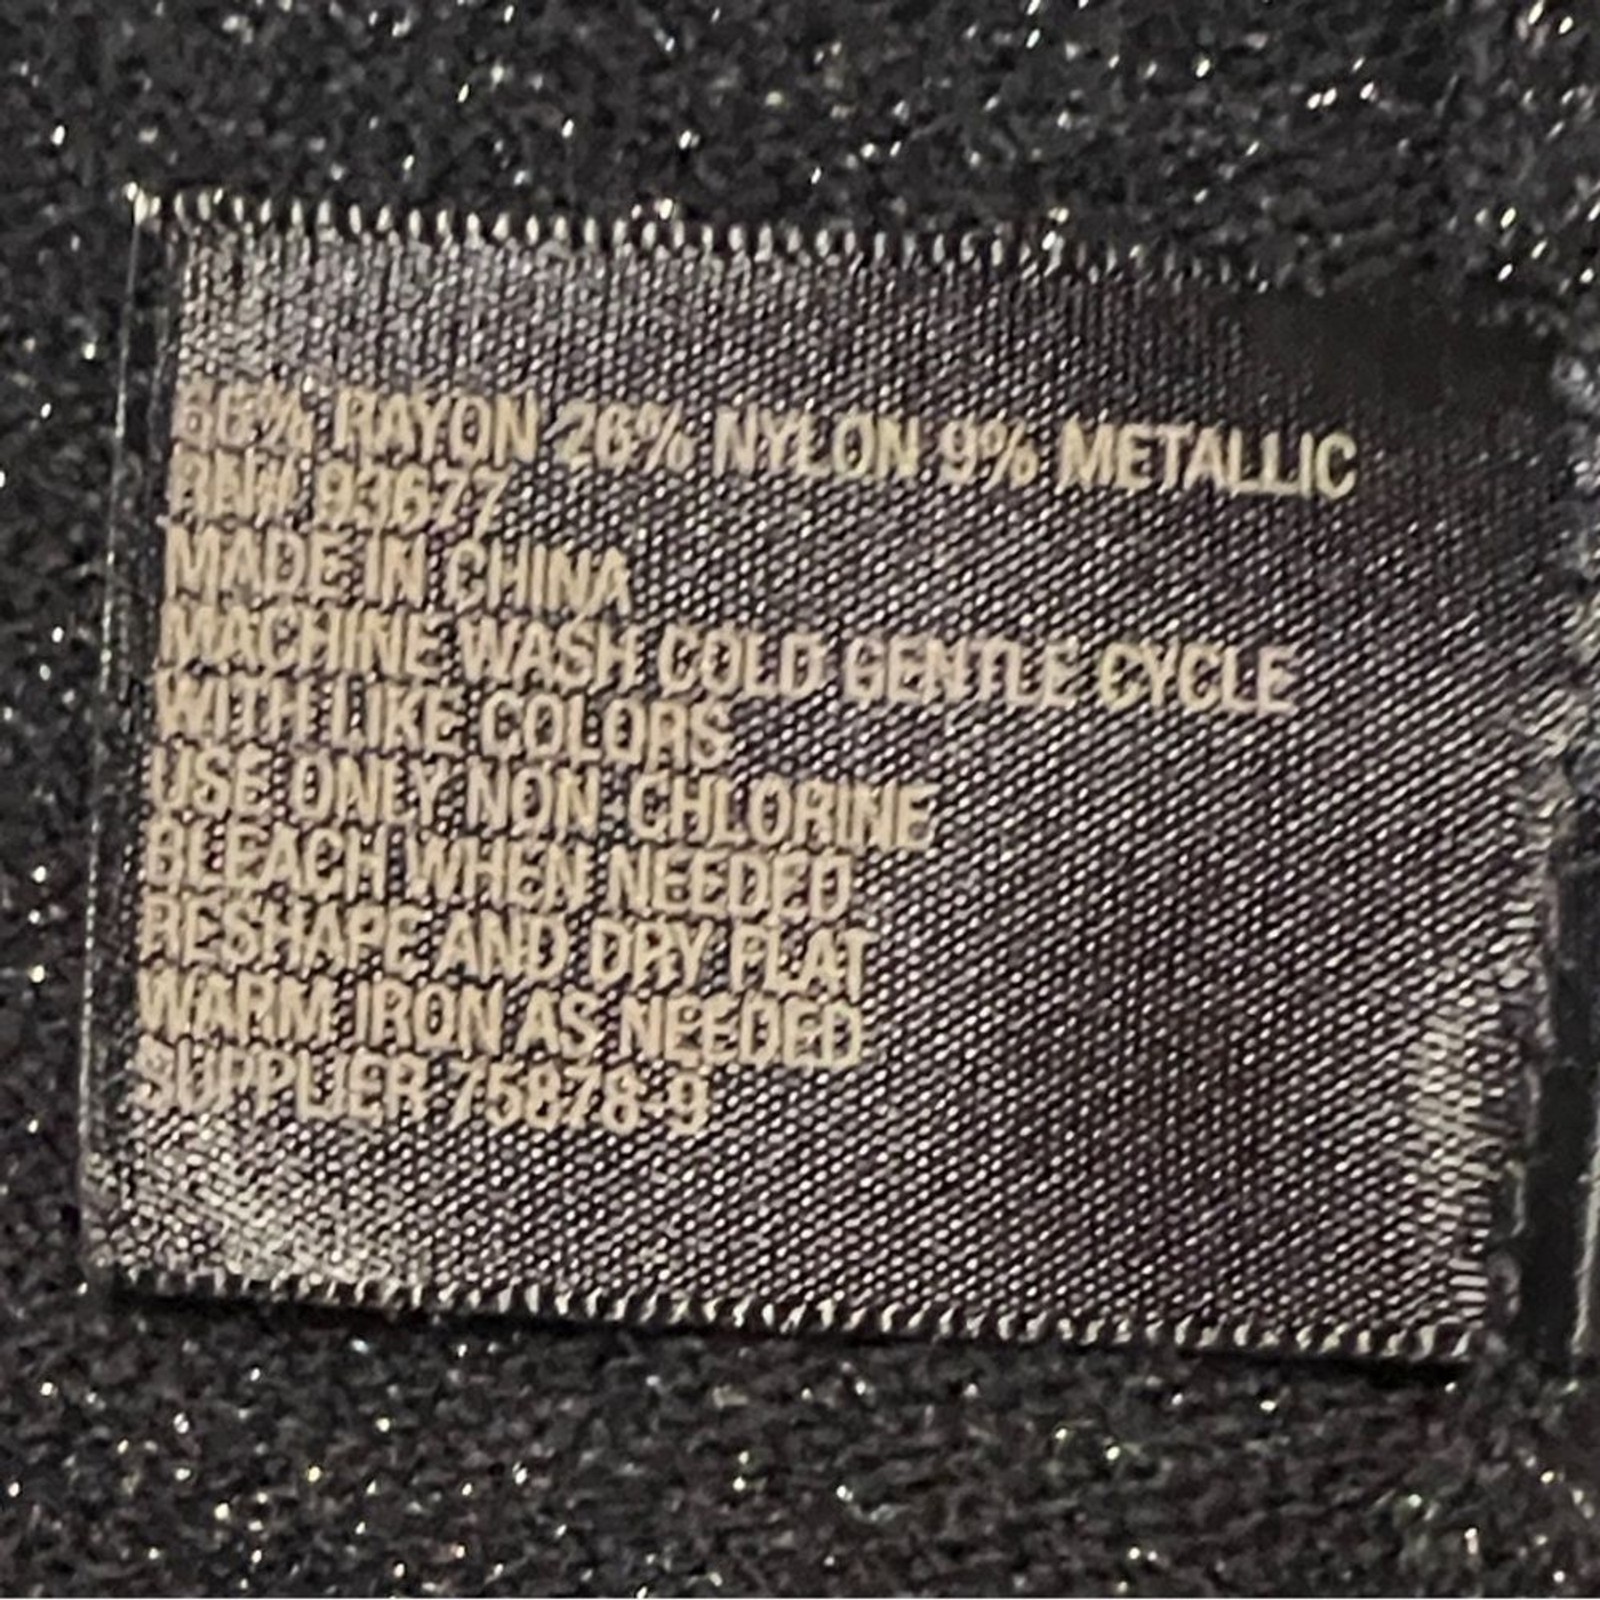 RAYON 26% NYLON 9% METALLIC
RN# 93677
MADE IN CHINA
MACHINE WASH COLD GENTLE CYCLE
WITH LIKE COLORS
USE ONLY NON-CHLORINE
BLEACH WHEN NEEDED
RESHAPE AND DRY FLAT
WARM IRON AS NEEDED
SUPPLIER 75878-9